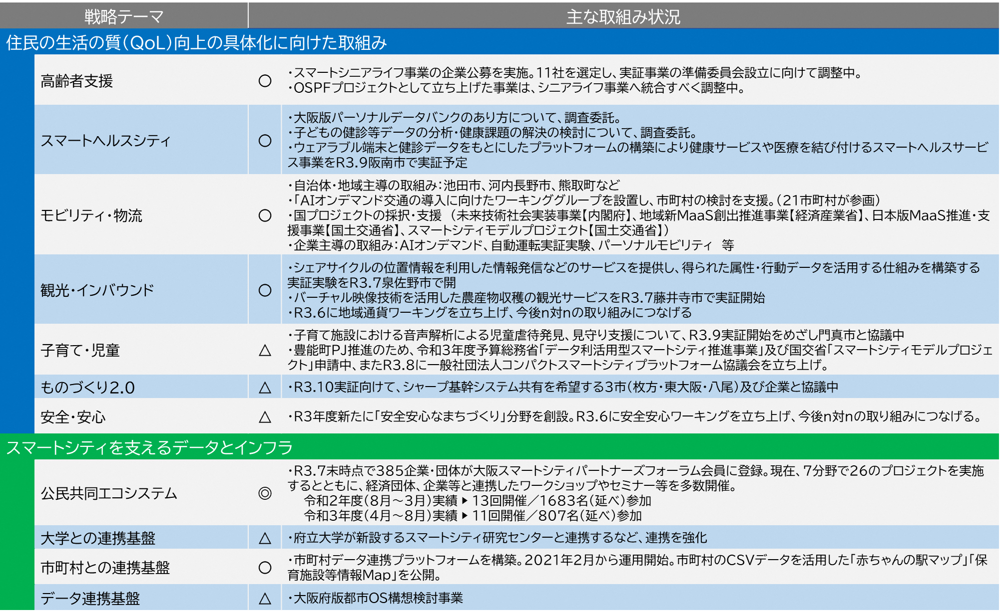 戦略テーマ
主な取組み状況
住民の生活の質(QoL)向上の具体化に向けた取組み
高齢者支援
○
・スマートシニアライフ事業の企業公募を実施。11社を選定し、実証事業の準備委員会設立に向けて調整中。
・OSPFプロジェクトとして立ち上げた事業は、シニアライフ事業へ統合すべく調整中。
スマートヘルスシティ
○
・大阪版パーソナルデータバンクのあり方について、調査委託。
・子どもの健診等データの分析・健康課題の解決の検討について、調査委託。
・ウェアラブル端末と健診データをもとにしたプラットフォームの構築により健康サービスや医療を結び付けるスマートヘルスサービ
ス事業をR3.9阪南市で実証予定
モビリティ・物流
○
・自治体・地域主導の取組み：池田市、河内長野市、熊取町など
・「AIオンデマンド交通の導入に向けたワーキンググループを設置し、市町村の検討を支援。(21市町村が参画)
・国プロジェクトの採択・支援 (未来技術社会実装事業【内閣府】、地域新MaaS創出推進事業【経済産業省】、日本版MaaS推進・支
援事業【国土交通省】、スマートシティモデルプロジェクト【国土交通省】)
・企業主導の取組み：AIオンデマンド、自動運転実証実験、パーソナルモビリティ 等
観光・インバウンド
○
・シェアサイクルの位置情報を利用した情報発信などのサービスを提供し、得られた属性・行動データを活用する仕組みを構築する
実証実験をR3.7泉佐野市で開
・バーチャル映像技術を活用した農産物収穫の観光サービスをR3.7藤井寺市で実証開始
・R3.6に地域通貨ワーキングを立ち上げ、今後n対nの取り組みにつなげる
子育て・児童
△
・子育て施設における音声解析による児童虐待発見、見守り支援について、R3.9実証開始をめざし門真市と協議中
・豊能町PJ推進のため、令和3年度予算総務省「データ利活用型スマートシティ推進事業」及び国交省「スマートシティモデルプロジェ
クト」申請中、またR3.8に一般社団法人コンパクトスマートシティプラットフォーム協議会を立ち上げ。
ものづくり2.0
△
・R3.10実証向けて、シャープ基幹システム共有を希望する3市(枚方・東大阪・八尾)及び企業と協議中
安全・安心
△
・R3年度新たに「安全安心なまちづくり」分野を創設。R3.6に安全安心ワーキングを立ち上げ、今後n対nの取り組みにつなげる。
スマートシティを支えるデータとインフラ
公民共同エコシステム
◎
・R3.7末時点で385企業・団体が大阪スマートシティパートナーズフォーラム会員に登録。現在、7分野で26のプロジェクトを実施
するとともに、経済団体、企業等と連携したワークショップやセミナー等を多数開催。
令和2年度(8月～3月)実績▶13回開催／1683名(延べ)参加
令和3年度(4月～8月)実績▶11回開催／807名(延べ)参加
大学との連携基盤
△
・府立大学が新設するスマートシティ研究センターと連携するなど、連携を強化
市町村との連携基盤
○
・市町村データ連携プラットフォームを構築。2021年2月から運用開始。市町村のCSVデータを活用した「赤ちゃんの駅マップ」「保
育施設等情報Map」を公開。
データ連携基盤
△
・大阪府版都市OS構想検討事業